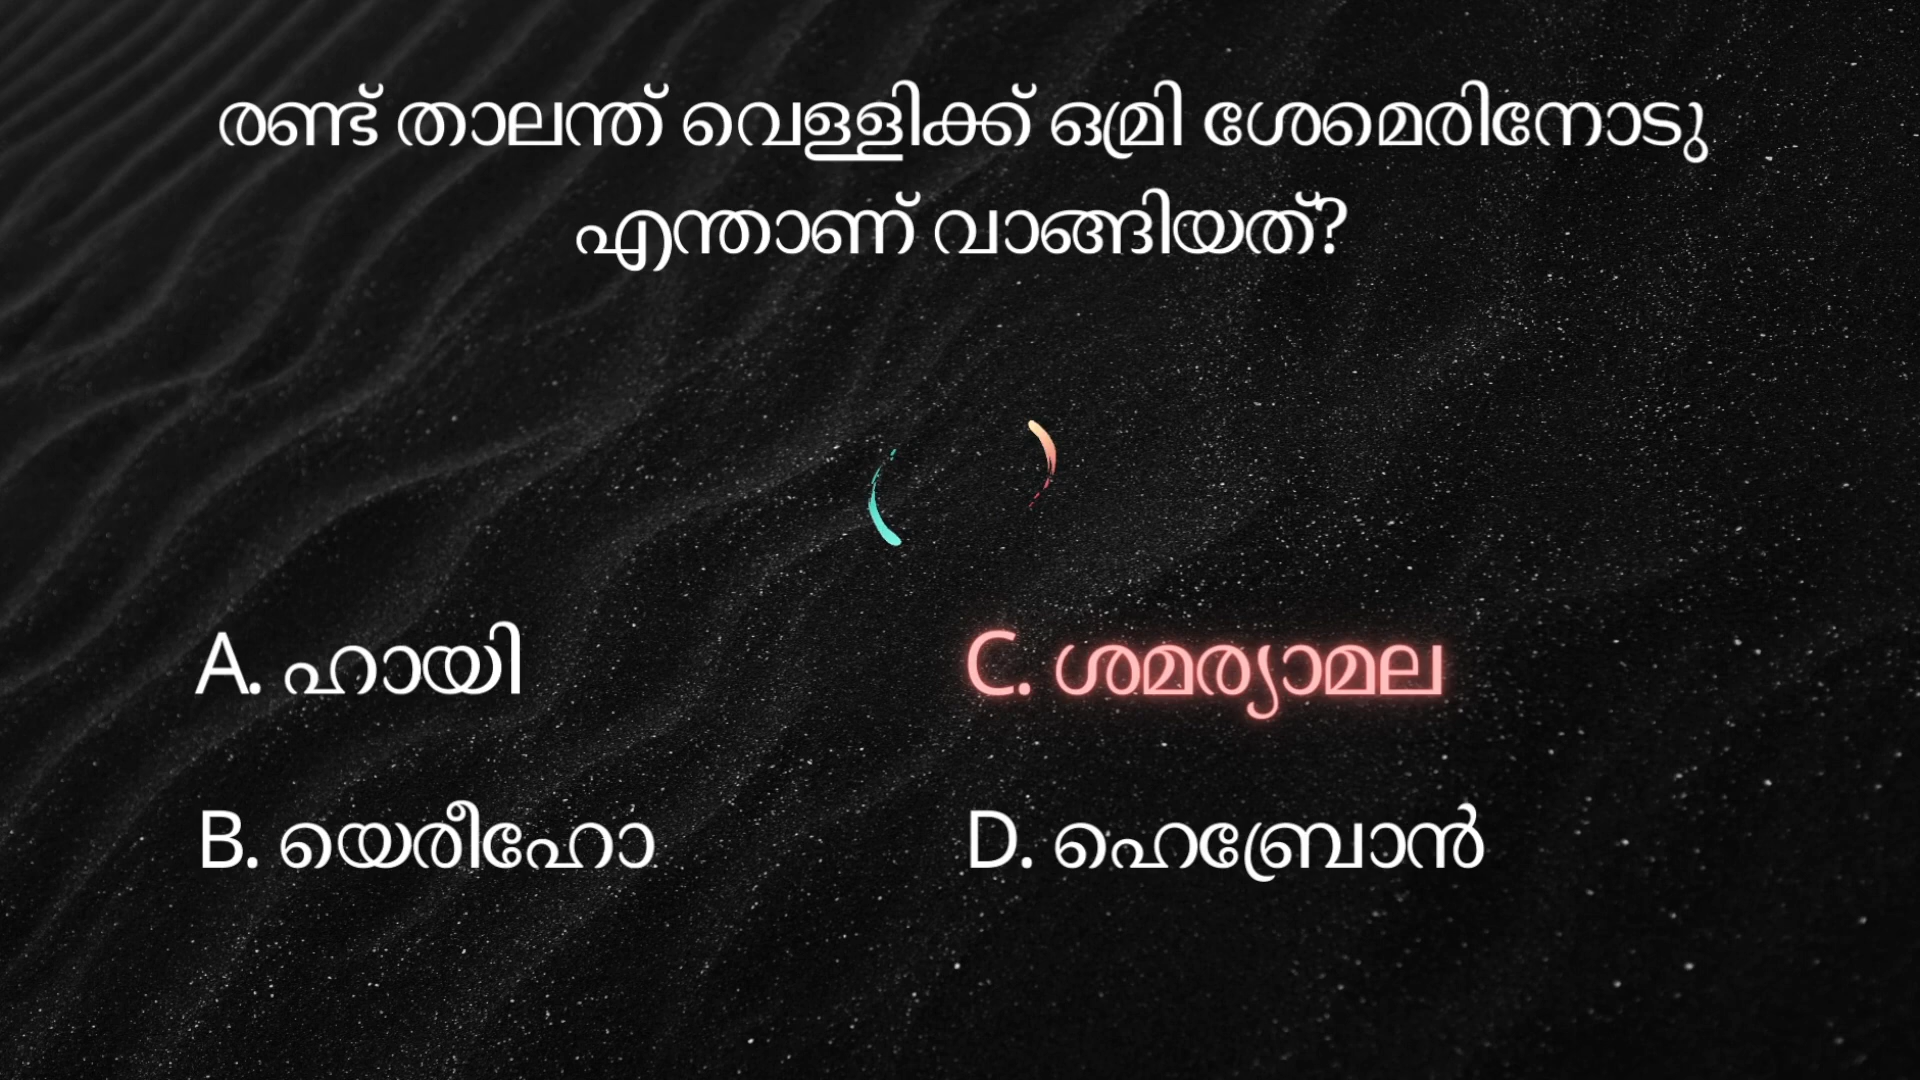 രണ്ട് താലന്ത് വെള്ളിക്ക് ഒമ്രി ശേമെരിനോടു
എന്താണ് വാങ്ങിയത്?
A. ഹായി
C. ശമര്യാമല
B. യെരീഹോ
D. ഹെബ്രോൻ